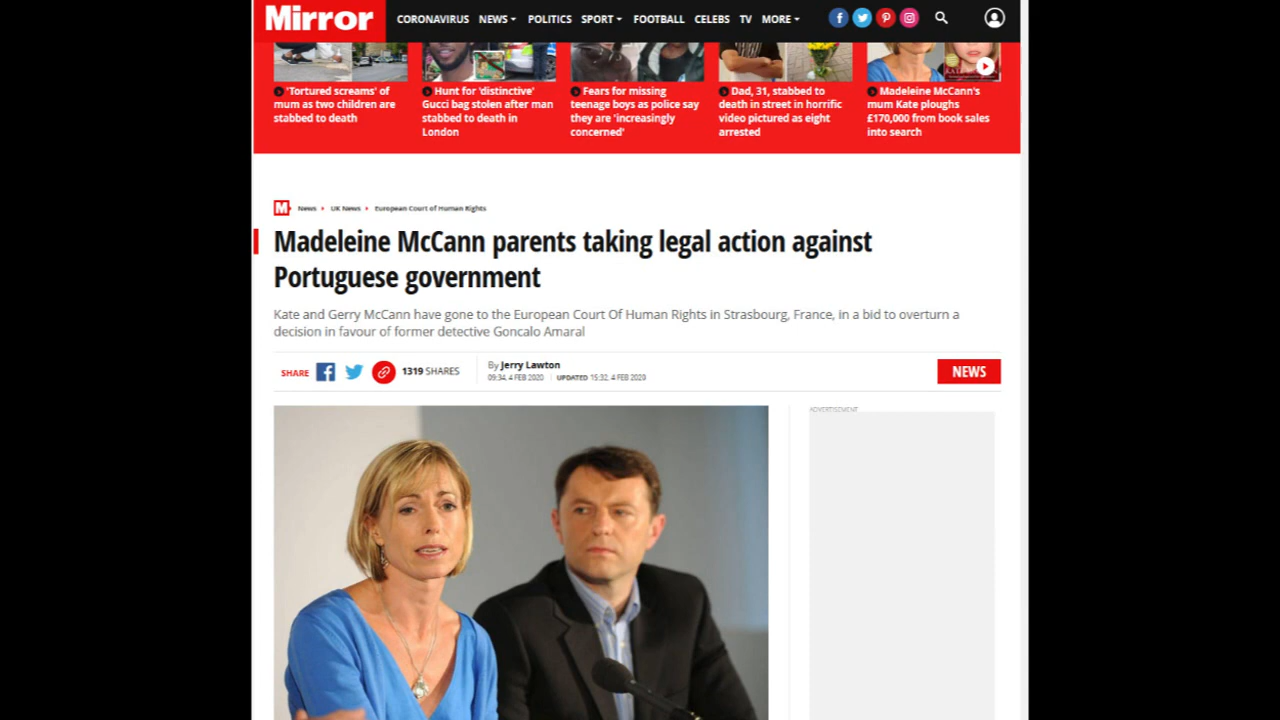 Mirror
CORONAVIRUS NEWS POLITICS SPORT FOOTBALL CELEBS TV MORE
'Tortured screams' of
mum as two children are
stabbed to death
Hunt for 'distinctive'
Gucci bag stolen after man
stabbed to death in
London
Fears for missing
teenage boys as police say
they are 'increasingly
concerned'
Dad, 31, stabbed to
death in street in horrific
video pictured as eight
arrested
Madeleine McCann's
mum Kate ploughs
£170,000 from book sales
into search
M News UK News European Court of Human Rights
Madeleine McCann parents taking legal action against
Portuguese government
Kate and Gerry McCann have gone to the European Court Of Human Rights in Strasbourg, France, in a bid to overturn a
decision in favour of former detective Goncalo Amaral
SHARE 1319 SHARES
By Jerry Lawton
09:34, 4 FEB 2020 | UPDATED 15:32, 4 FEB 2020
NEWS
ADVERTISEMENT